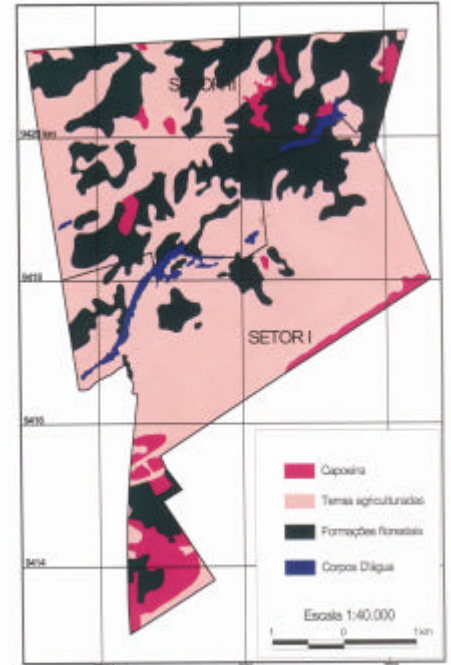 SETOR II
9420 km
9418
SETOR I
9416
Capoeira
Terras agriculturadas
Formações florestais
Corpos D'água
9414
Escala 1:40.000
1 0 1 km